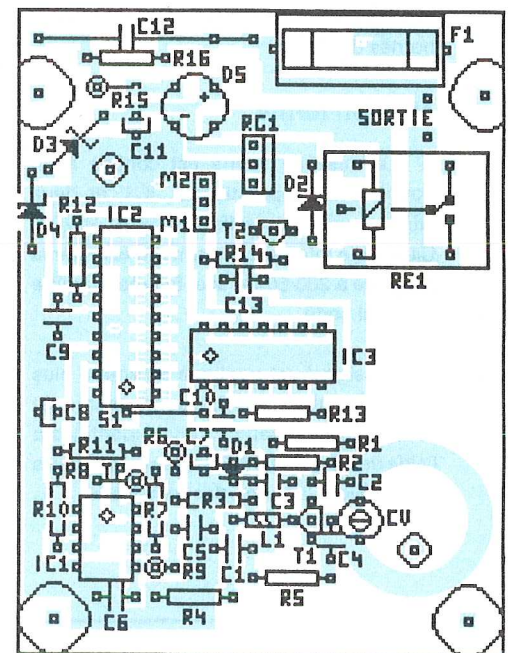 C12
F1
R16
D5
R15
SORTIE
D3
C11
RG1
M2
D2
R12
IC2
M1
T2
D4
R14
RE1
C13
C9
IC3
C10
C8
S1
R13
R6
C7
D1
R1
R11
R2
R8
TP
R10
R7
CR3
C3
C2
CV
L1
IC1
C5
T1
C4
R9
C1
R5
C6
R4